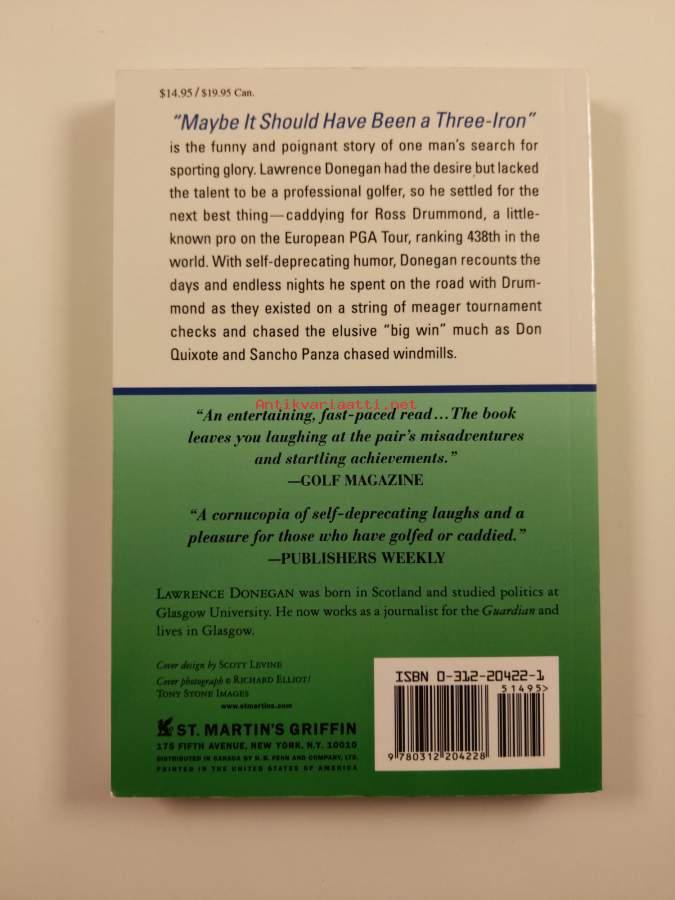 $14.95/$19.95 Can.
"Maybe It Should Have Been a Three-Iron"
is the funny and poignant story of one man's search for
sporting glory. Lawrence Donegan had the desire but lacked
the talent to be a professional golfer, so he settled for the
next best thing—caddying for Ross Drummond, a little-
known pro on the European PGA Tour, ranking 438th in the
world. With self-deprecating humor, Donegan recounts the
days and endless nights he spent on the road with Drum-
mond as they existed on a string of meager tournament
checks and chased the elusive "big win" much as Don
Quixote and Sancho Panza chased windmills.
Antikvariaatti.net
"An entertaining, fast-paced read...The book
leaves you laughing at the pair's misadventures
and startling achievements."
—GOLF MAGAZINE
"A cornucopia of self-deprecating laughs and a
pleasure for those who have golfed or caddied."
—PUBLISHERS WEEKLY
LAWRENCE DONEGAN was born in Scotland and studied politics at
Glasgow University. He now works as a journalist for the Guardian and
lives in Glasgow.
Cover design by SCOTT LEVINE
Cover photograph © RICHARD ELLIOT/
TONY STONE IMAGES
www.stmartins.com
ST. MARTIN'S GRIFFIN
175 FIFTH AVENUE, NEW YORK, N.Y. 10010
DISTRIBUTED IN CANADA BY H. B. FENN AND COMPANY, LTD.
PRINTED IN THE UNITED STATES OF AMERICA
ISBN 0-312-20422-1
51495>
9 780312 204228